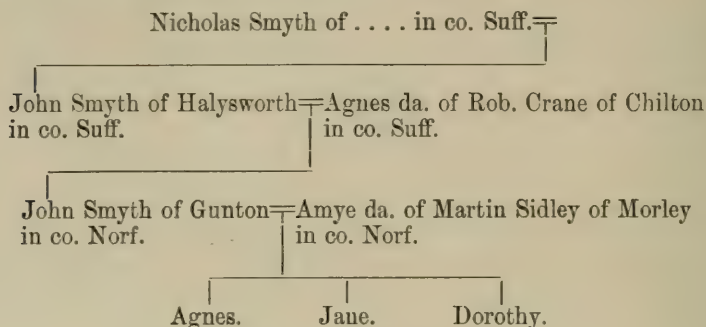 Nicholas Smyth of . . . . in co. Suff.
John Smyth of Halysworth Agnes da. of Rob. Crane of Chilton
in co. Suff. in co. Suff.
John Smyth of Gunton Amye da. of Martin Sidley of Morley
in co. Norf. in co. Norf.
Agnes. Jane. Dorothy.